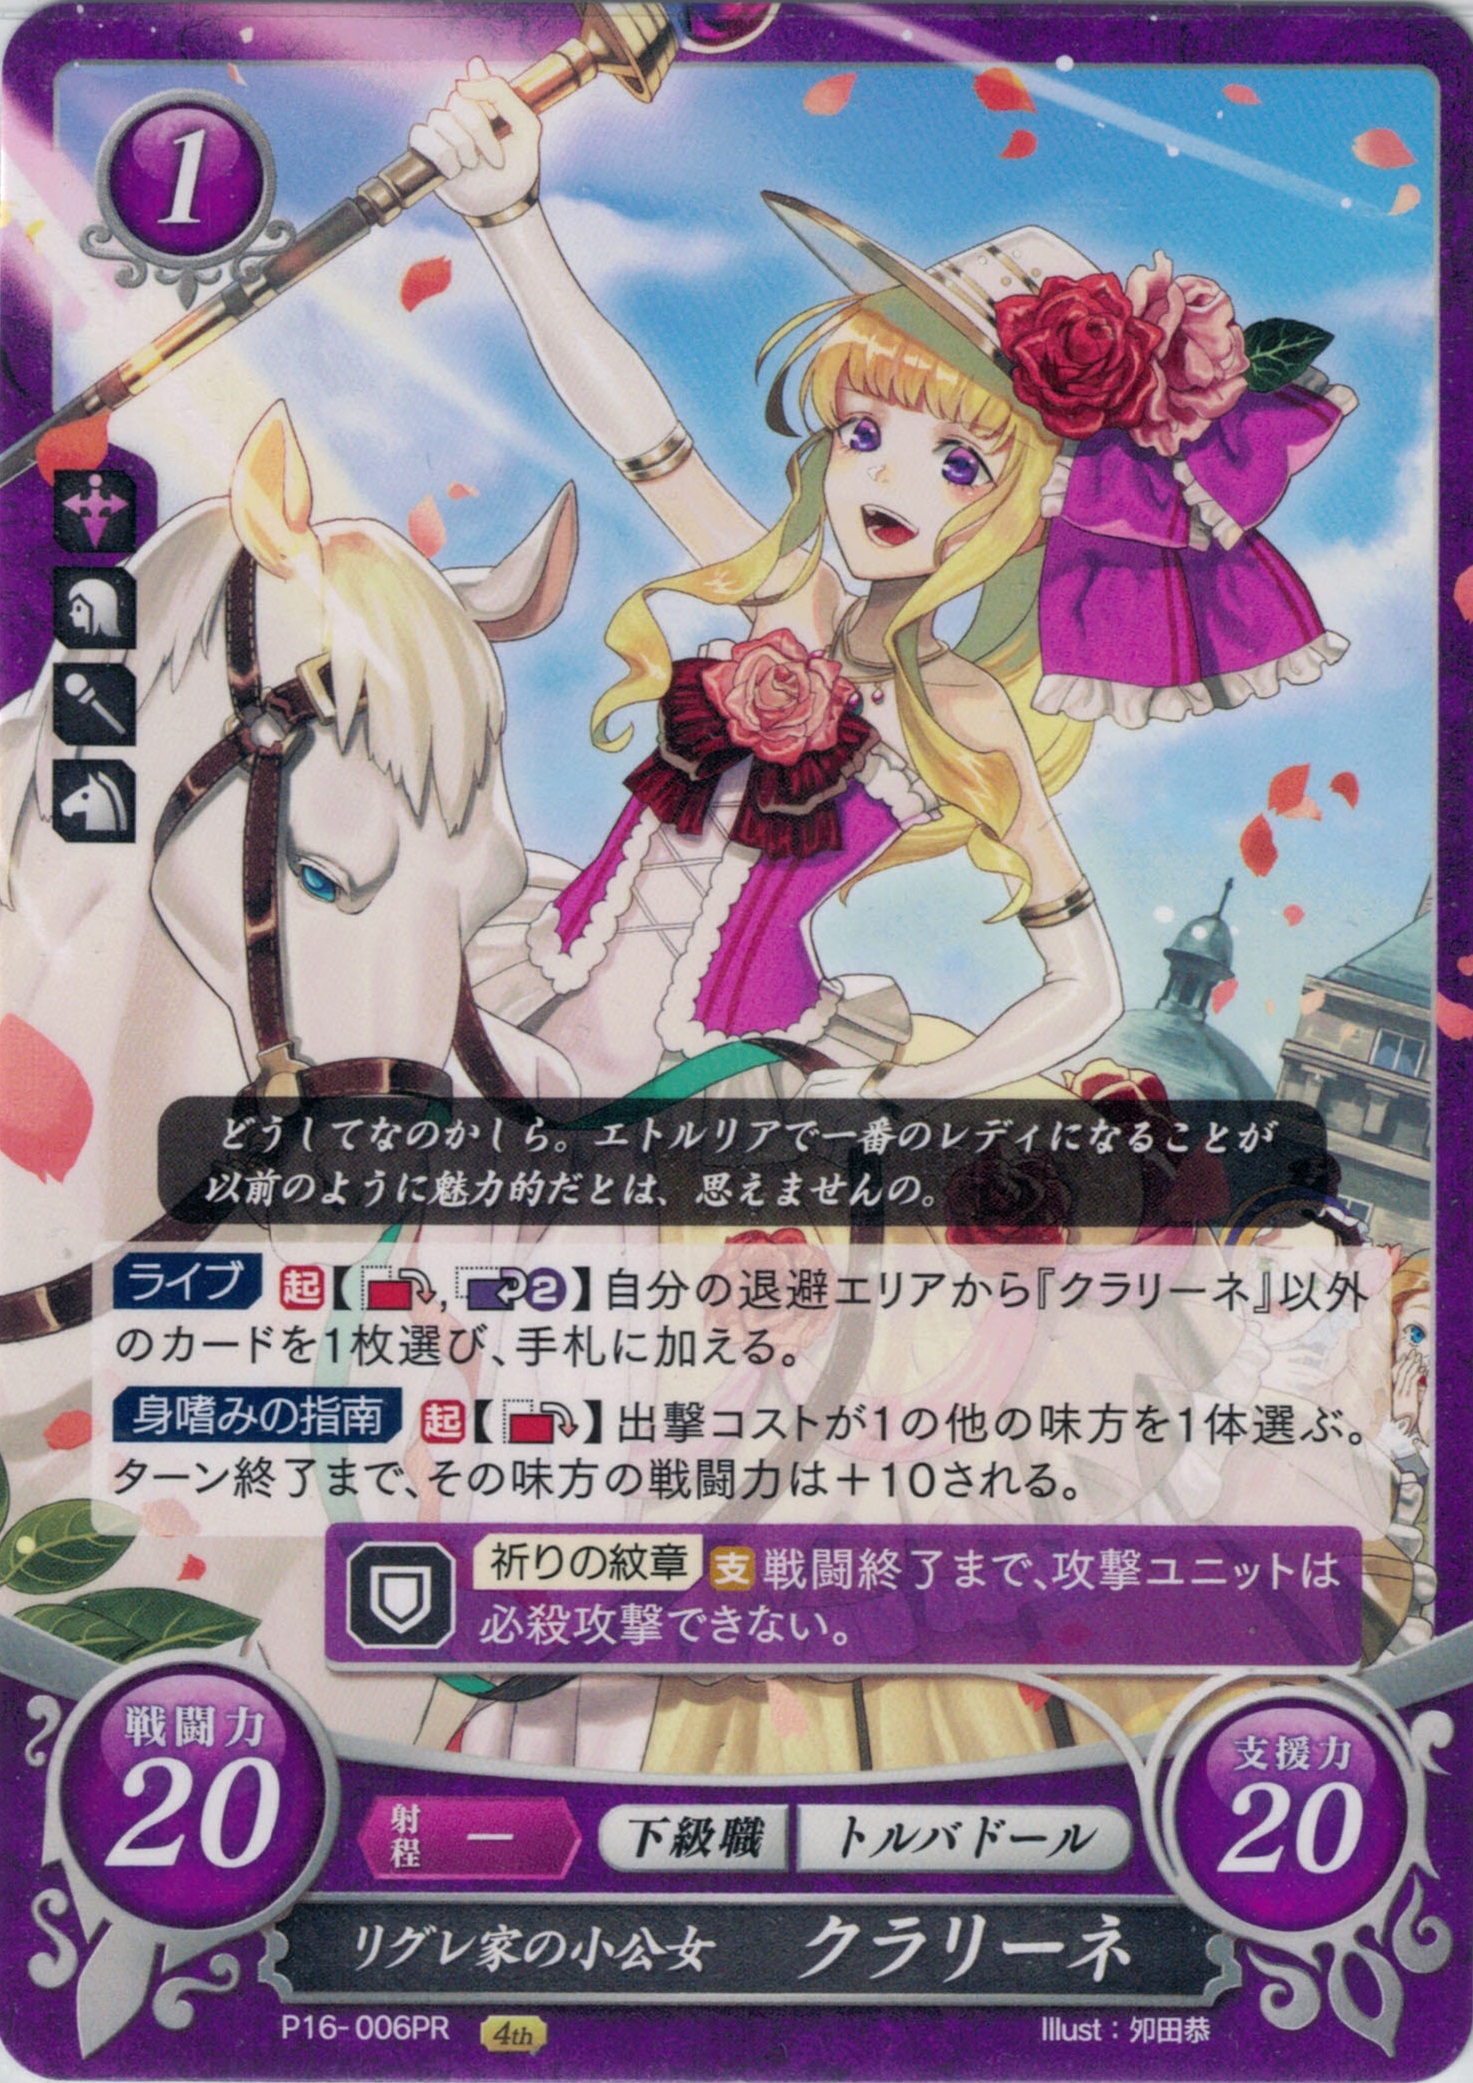 1
どうしてなのかしら。エトルリアで一番のレディになることが
以前のように魅力的だとは、思えませんの。
ライブ 起【 , 2】自分の退避エリアから『クラリーネ』以外
のカードを1枚選び、手札に加える。
身嗜みの指南 起【 】出撃コストが1の他の味方を1体選ぶ。
ターン終了まで、その味方の戦闘力は+10される。
祈りの紋章 支 戦闘終了まで、攻撃ユニットは
必殺攻撃できない。
戦闘力
20
射程 —
下級職 トルバドール
支援力
20
リグレ家の小公女 クラリーネ
P16-006PR 4th
Illust：夘田恭